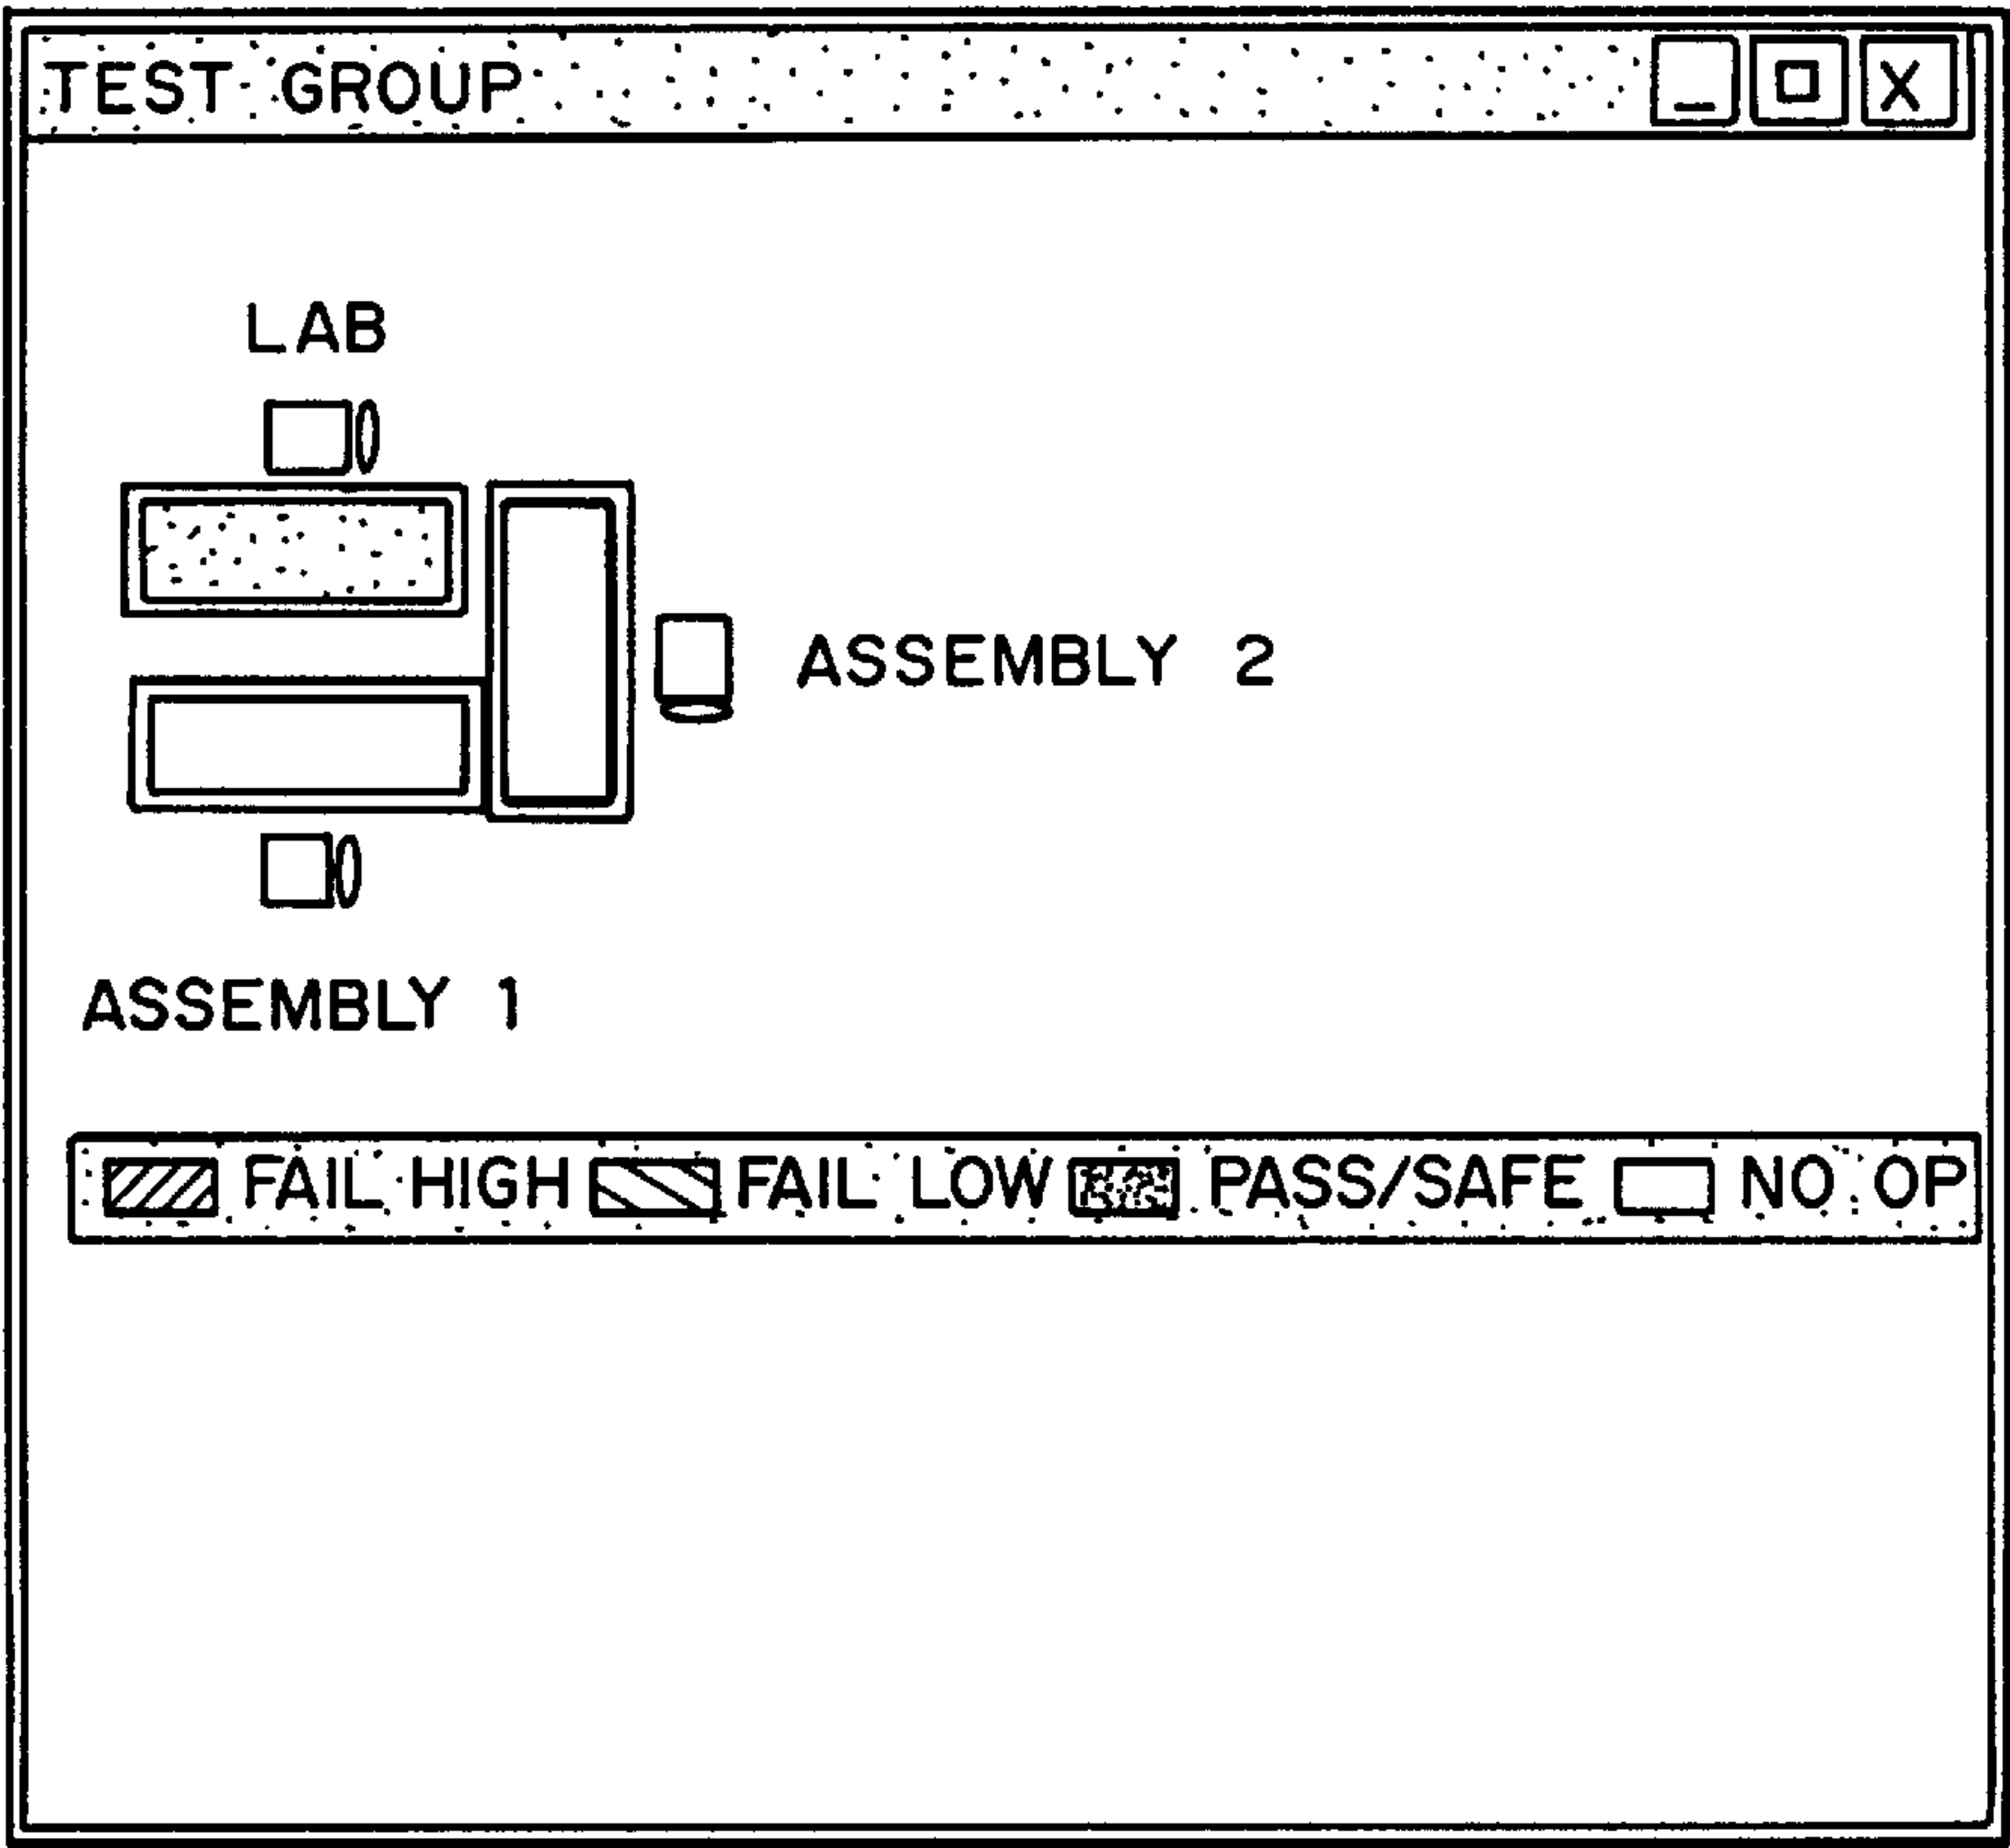 TEST GROUP X
LAB
ASSEMBLY 2
ASSEMBLY 1
FAIL HIGH FAIL LOW PASS/SAFE NO OP